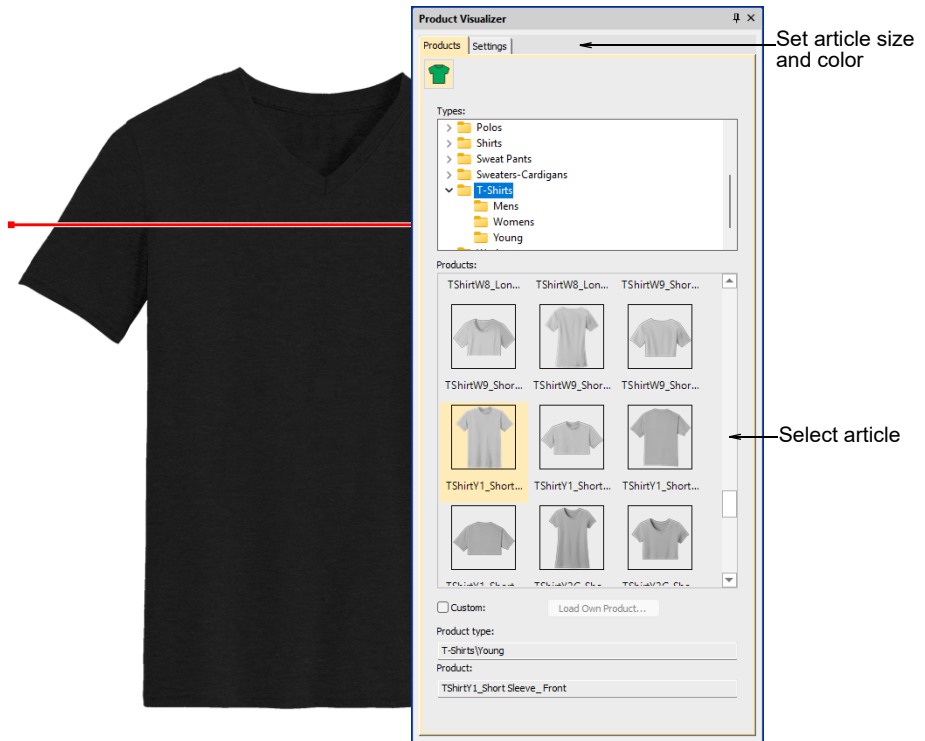 Product Visualizer
Products
Settings
Set article size
and color
Types:
Polos
Shirts
Sweat Pants
Sweaters-Cardigans
T-Shirts
Mens
Womens
Young
Products:
TShirtW8_Lon... TShirtW8_Lon... TShirtW9_Shor...
TShirtW9_Shor... TShirtW9_Shor... TShirtW9_Shor...
Select article
TShirtY1_Short... TShirtY1_Short... TShirtY1_Short...
Custom:
Load Own Product...
Product type:
T-Shirts\Young
Product:
TShirtY1_Short Sleeve_ Front